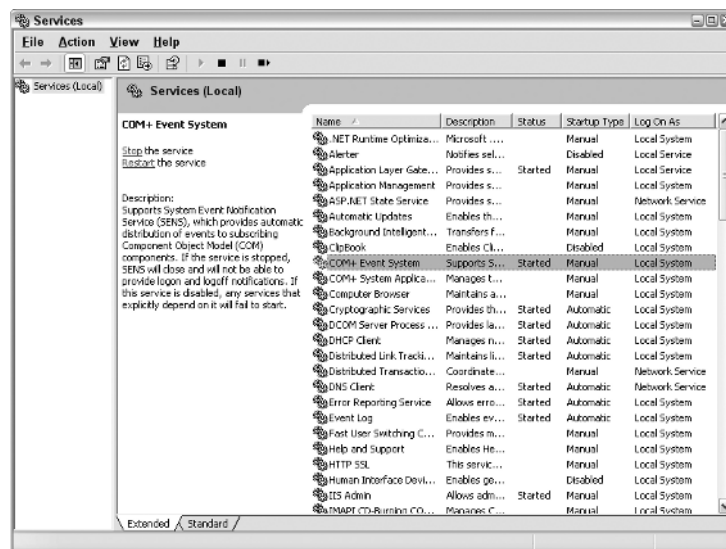 Services
File Action View Help
Services (Local)
Services (Local)
COM+ Event System
Stop the service
Restart the service
Description:
Supports System Event Notification
Service (SENS), which provides automatic
distribution of events to subscribing
Component Object Model (COM)
components. If the service is stopped,
SENS will close and will not be able to
provide logon and logoff notifications. If
this service is disabled, any services that
explicitly depend on it will fail to start.
Name Description Status Startup Type Log On As
.NET Runtime Optimiza... Microsoft .... Manual Local System
Alerter Notifies sel... Disabled Local Service
Application Layer Gate... Provides s... Started Manual Local Service
Application Management Provides s... Manual Local System
ASP.NET State Service Provides s... Manual Network Service
Automatic Updates Enables th... Manual Local System
Background Intelligent... Transfers f... Manual Local System
ClipBook Enables Cli... Disabled Local System
COM+ Event System Supports S... Started Manual Local System
COM+ System Applica... Manages t... Manual Local System
Computer Browser Maintains a... Manual Local System
Cryptographic Services Provides th... Started Automatic Local System
DCOM Server Process ... Provides la... Started Automatic Local System
DHCP Client Manages n... Started Automatic Local System
Distributed Link Tracki... Maintains li... Started Automatic Local System
Distributed Transactio... Coordinate... Manual Network Service
DNS Client Resolves a... Started Automatic Network Service
Error Reporting Service Allows erro... Started Automatic Local System
Event Log Enables ev... Started Automatic Local System
Fast User Switching C... Provides m... Manual Local System
Help and Support Enables He... Manual Local System
HTTP SSL This servic... Manual Local System
Human Interface Devi... Enables ge... Disabled Local System
IIS Admin Allows adm... Started Manual Local System
IMAPI CD-Burning CO... Manages C... Manual Local System
Extended Standard